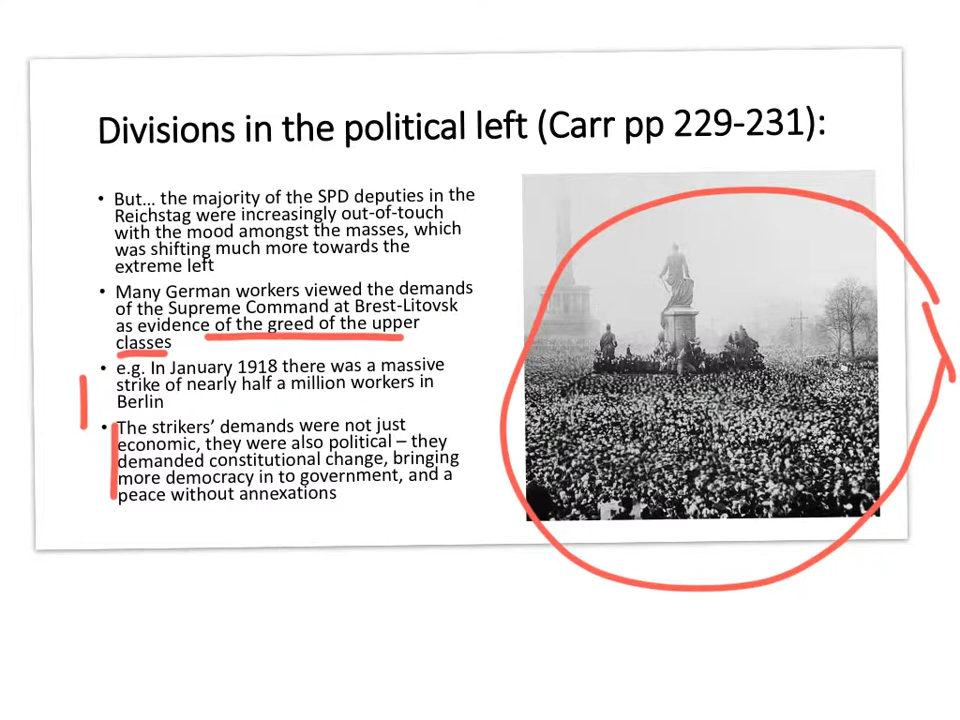 Divisions in the political left (Carr pp 229-231):
• But... the majority of the SPD deputies in the
Reichstag were increasingly out-of-touch
with the mood amongst the masses, which
was shifting much more towards the
extreme left
• Many German workers viewed the demands
of the Supreme Command at Brest-Litovsk
as evidence of the greed of the upper
classes
• e.g. In January 1918 there was a massive
strike of nearly half a million workers in
Berlin
• The strikers' demands were not just
economic, they were also political – they
demanded constitutional change, bringing
more democracy in to government, and a
peace without annexations